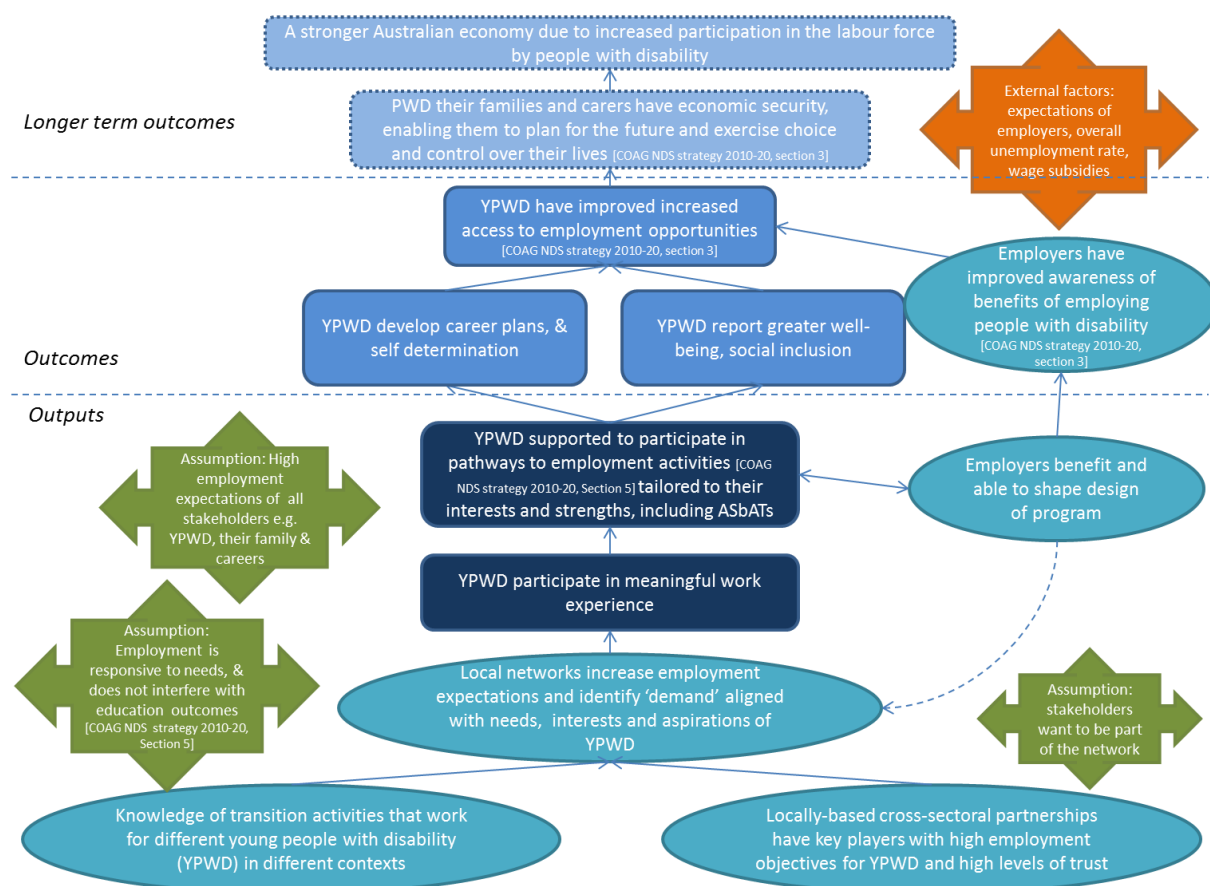 A stronger Australian economy due to increased participation in the labour force
by people with disability
Longer term outcomes
PWD their families and carers have economic security,
enabling them to plan for the future and exercise choice
and control over their lives [COAG NDS strategy 2010-20, section 3]
External factors:
expectations of
employers, overall
unemployment rate,
wage subsidies
YPWD have improved increased
access to employment opportunities
[COAG NDS strategy 2010-20, section 3]
Employers have
improved awareness of
benefits of employing
people with disability
[COAG NDS strategy 2010-20,
section 3]
YPWD develop career plans, &
self determination
YPWD report greater well-
being, social inclusion
Outcomes
Outputs
Assumption: High
employment
expectations of all
stakeholders e.g.
YPWD, their family &
careers
YPWD supported to participate in
pathways to employment activities [COAG
NDS strategy 2010-20, Section 5] tailored to their
interests and strengths, including ASbATs
Employers benefit and
able to shape design
of program
YPWD participate in meaningful work
experience
Assumption:
Employment is
responsive to needs, &
does not interfere with
education outcomes
[COAG NDS strategy 2010-20,
Section 5]
Local networks increase employment
expectations and identify ‘demand’ aligned
with needs, interests and aspirations of
YPWD
Assumption:
stakeholders
want to be part
of the network
Knowledge of transition activities that work
for different young people with disability
(YPWD) in different contexts
Locally-based cross-sectoral partnerships
have key players with high employment
objectives for YPWD and high levels of trust